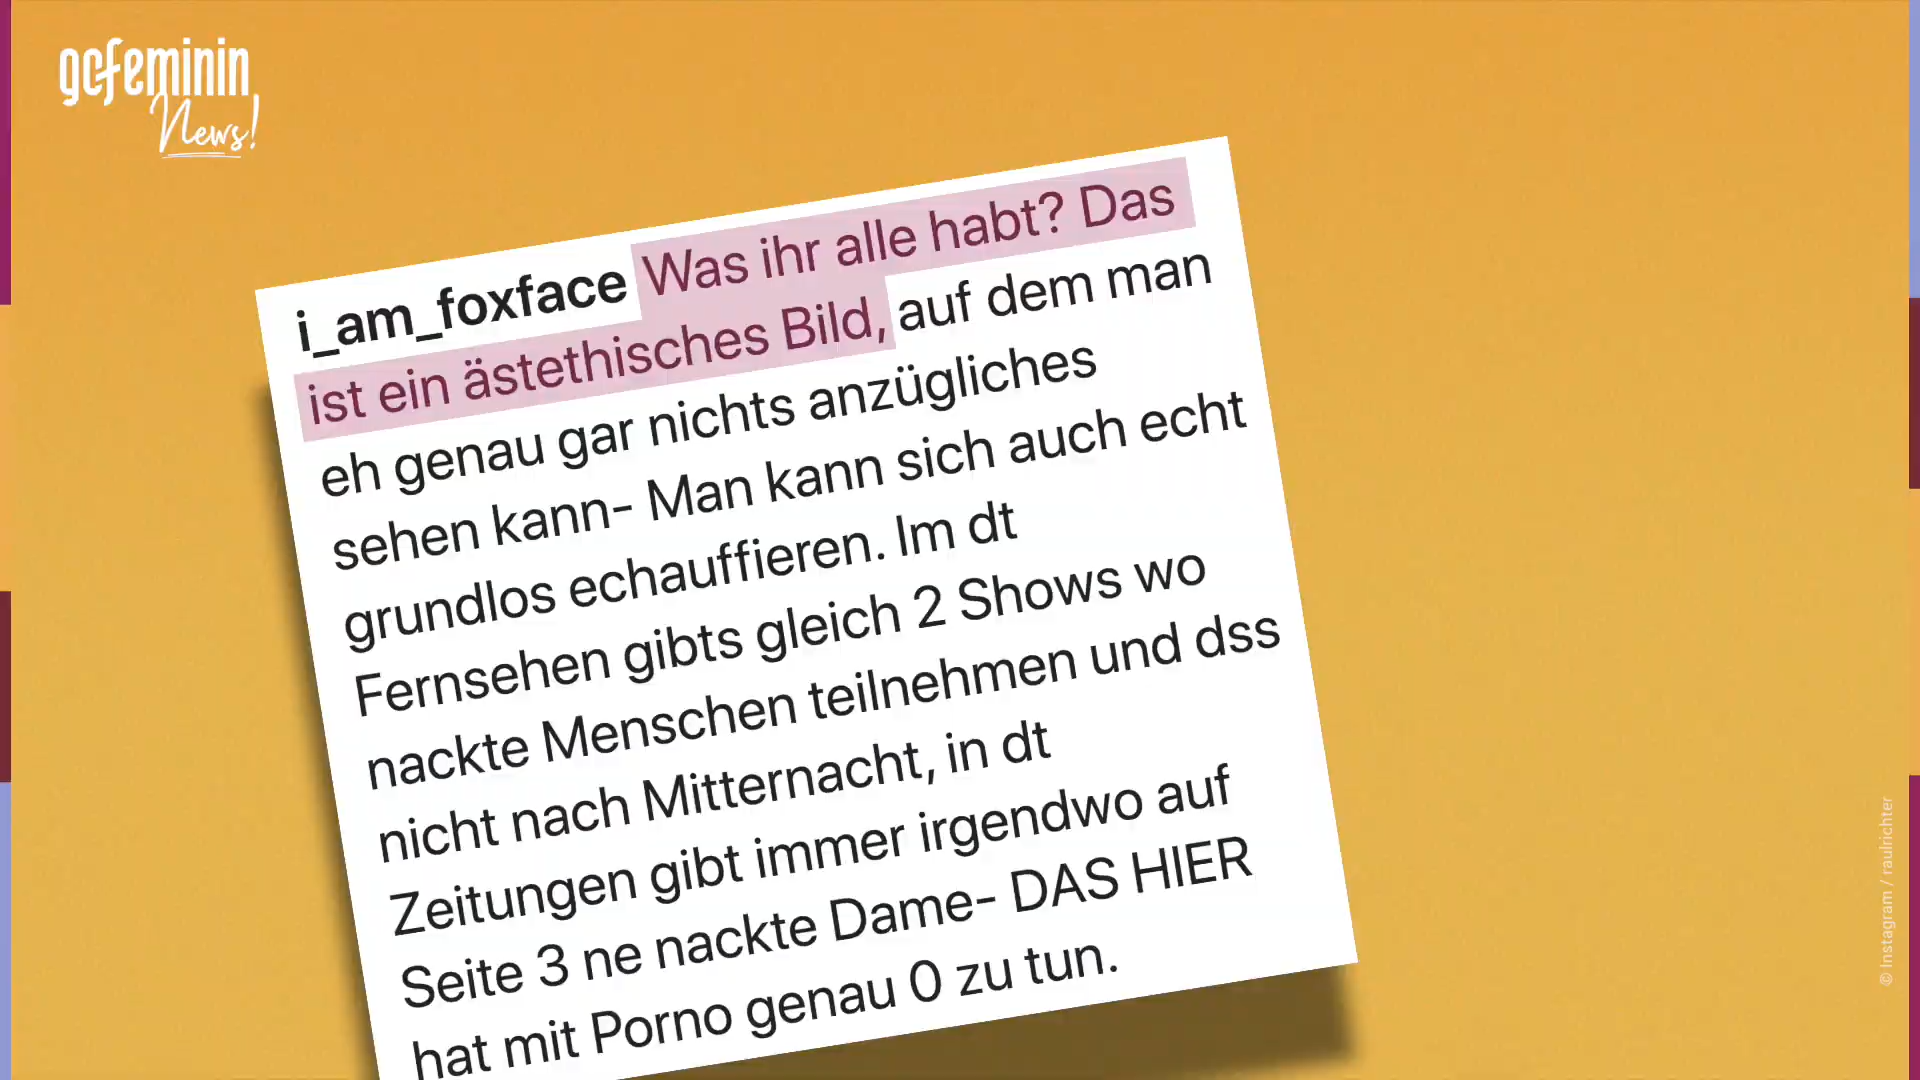 gofeminin
News!
i_am_foxface Was ihr alle habt? Das
ist ein ästethisches Bild, auf dem man
eh genau gar nichts anzügliches
sehen kann- Man kann sich auch echt
grundlos echauffieren. Im dt
Fernsehen gibts gleich 2 Shows wo
nackte Menschen teilnehmen und dss
nicht nach Mitternacht, in dt
Zeitungen gibt immer irgendwo auf
Seite 3 ne nackte Dame- DAS HIER
hat mit Porno genau 0 zu tun.
© Instagram / raulrichter